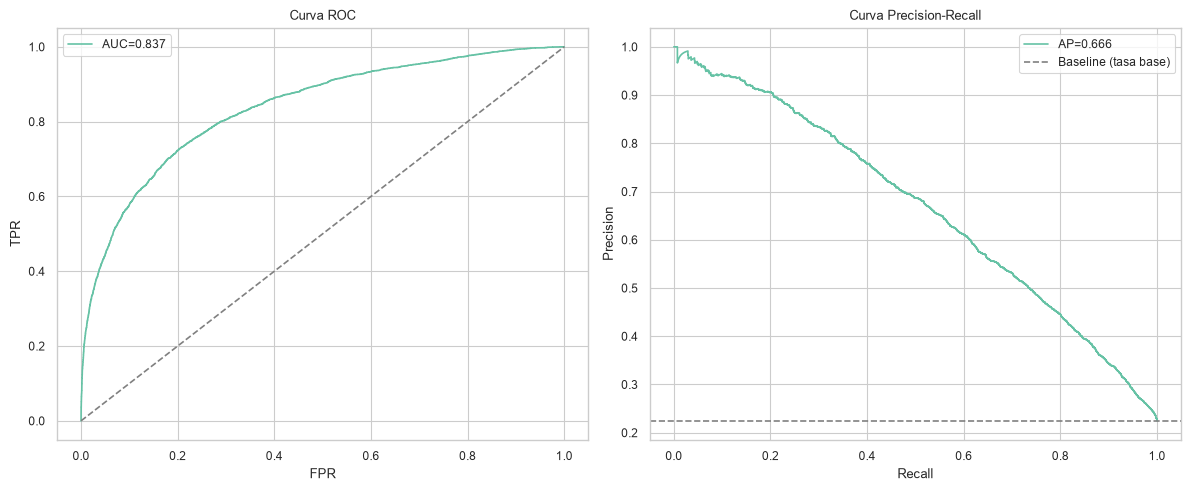 Curva ROC
AUC=0.837
1.0
0.8
0.6
0.4
0.2
0.0
TPR
0.0 0.2 0.4 0.6 0.8 1.0
FPR
Curva Precision-Recall
AP=0.666
Baseline (tasa base)
1.0
0.9
0.8
0.7
0.6
0.5
0.4
0.3
0.2
Precision
0.0 0.2 0.4 0.6 0.8 1.0
Recall